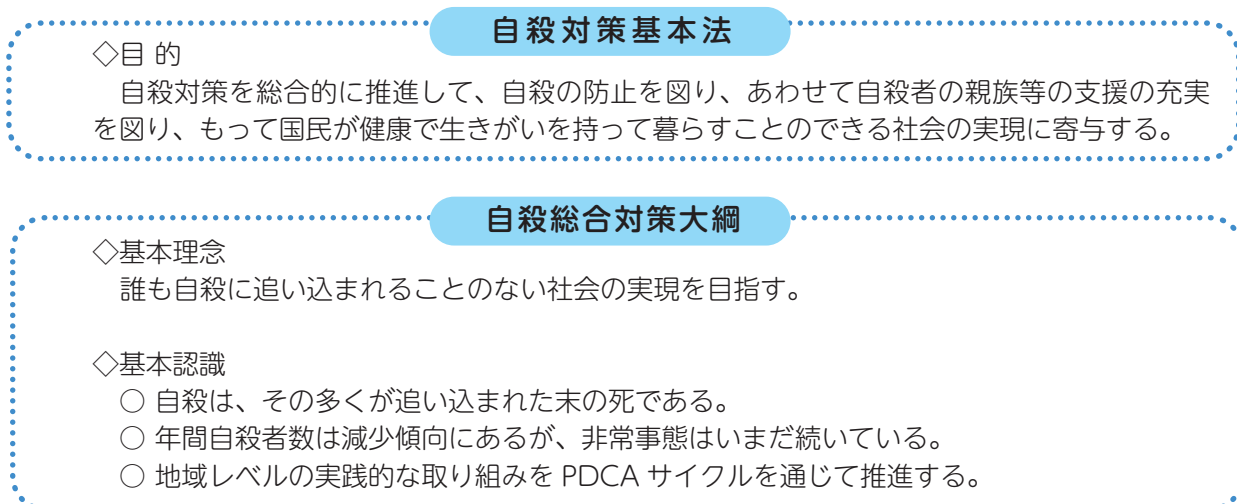 自殺対策基本法
◇目 的
自殺対策を総合的に推進して、自殺の防止を図り、あわせて自殺者の親族等の支援の充実
を図り、もって国民が健康で生きがいを持って暮らすことのできる社会の実現に寄与する。
自殺総合対策大綱
◇基本理念
誰も自殺に追い込まれることのない社会の実現を目指す。
◇基本認識
○ 自殺は、その多くが追い込まれた末の死である。
○ 年間自殺者数は減少傾向にあるが、非常事態はいまだ続いている。
○ 地域レベルの実践的な取り組みを PDCA サイクルを通じて推進する。